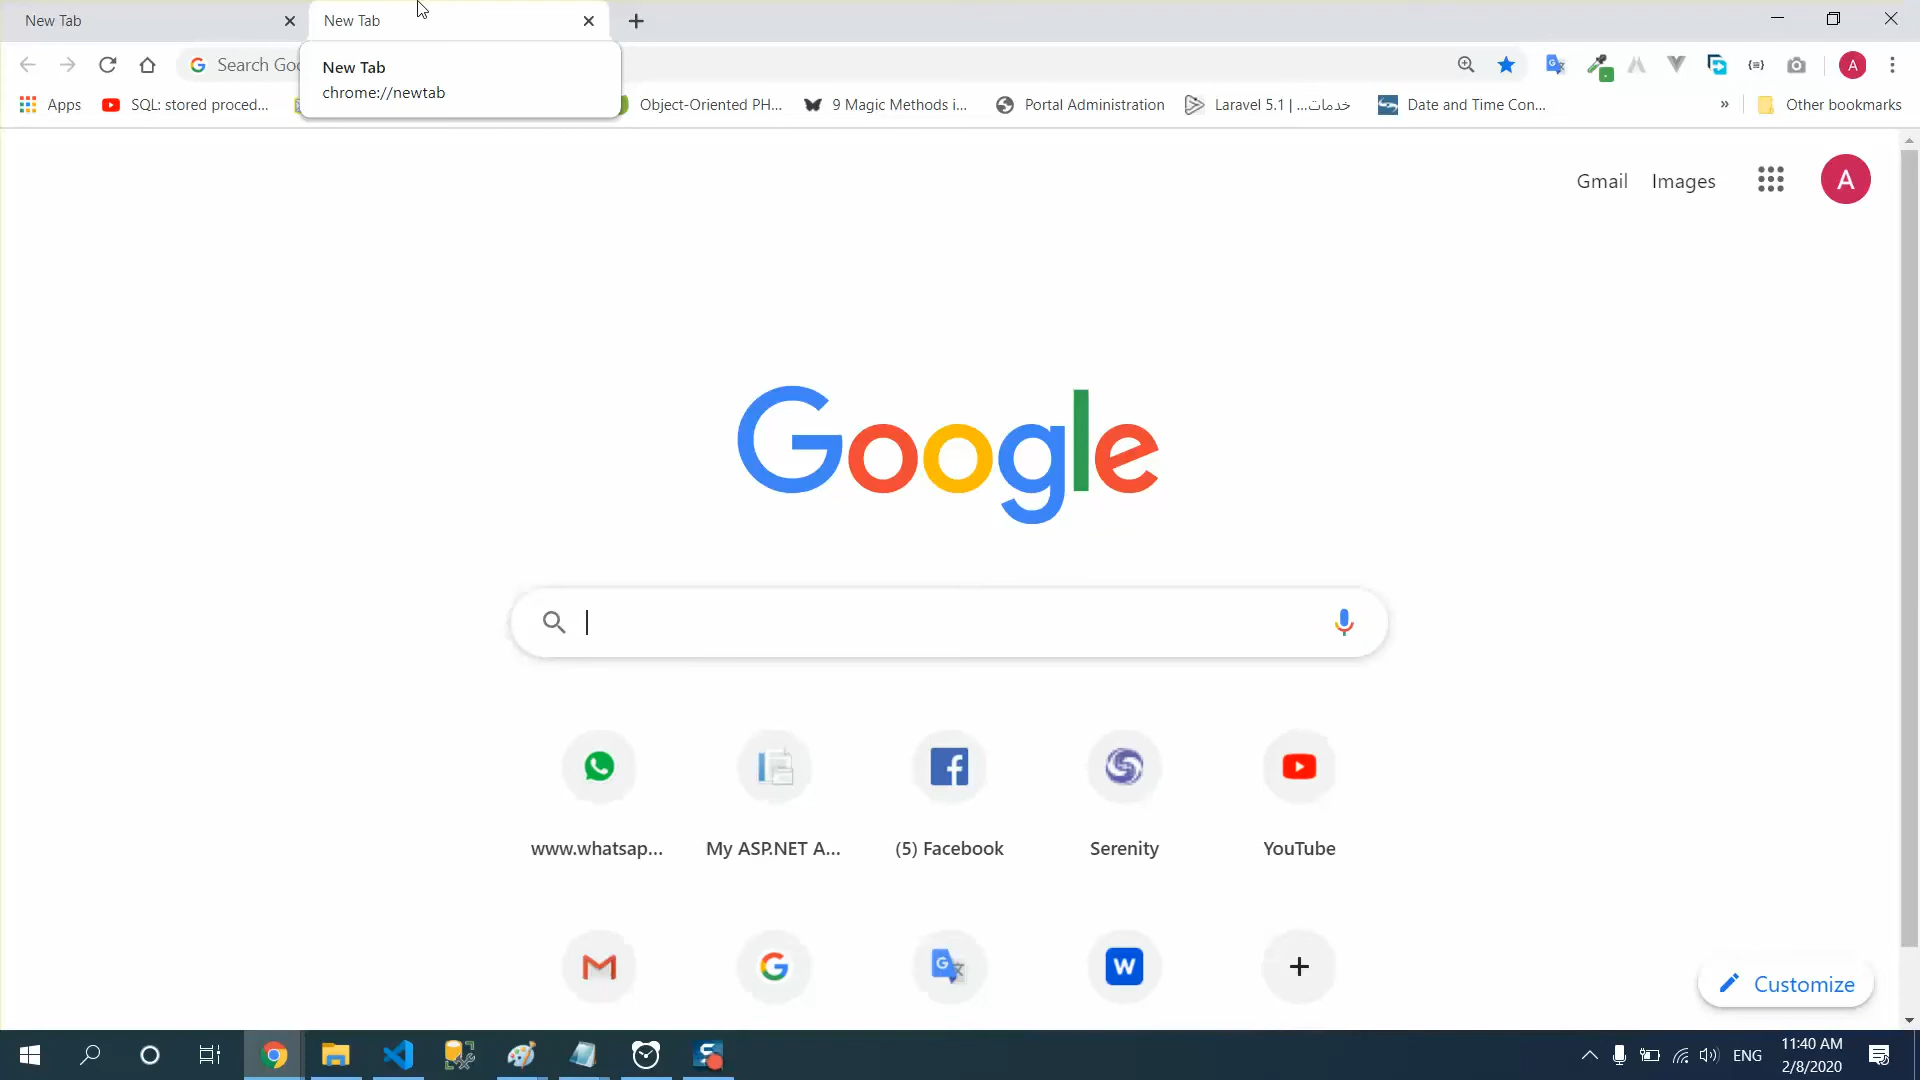 New Tab
New Tab
Search Goo
New Tab
chrome://newtab
Apps
SQL: stored proced...
Object-Oriented PH...
9 Magic Methods i...
Portal Administration
Laravel 5.1 | ...خدمات
Date and Time Con...
»
Other bookmarks
A
Gmail
Images
A
Google
www.whatsap...
My ASP.NET A...
(5) Facebook
Serenity
YouTube
W
Customize
ENG
11:40 AM
2/8/2020